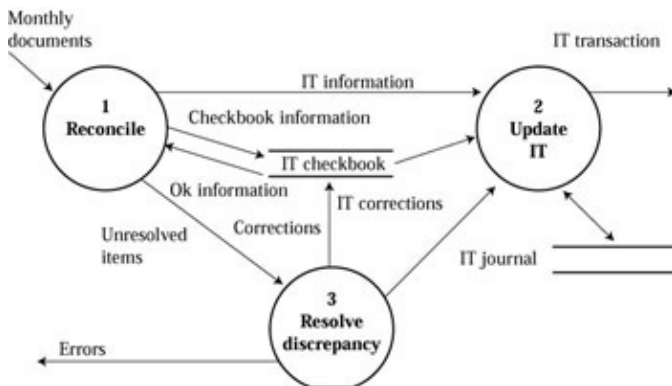 Monthly
documents
IT transaction
1
Reconcile
IT information
2
Update
IT
Checkbook information
IT checkbook
Ok information
IT corrections
Corrections
Unresolved
items
IT journal
3
Resolve
discrepancy
Errors